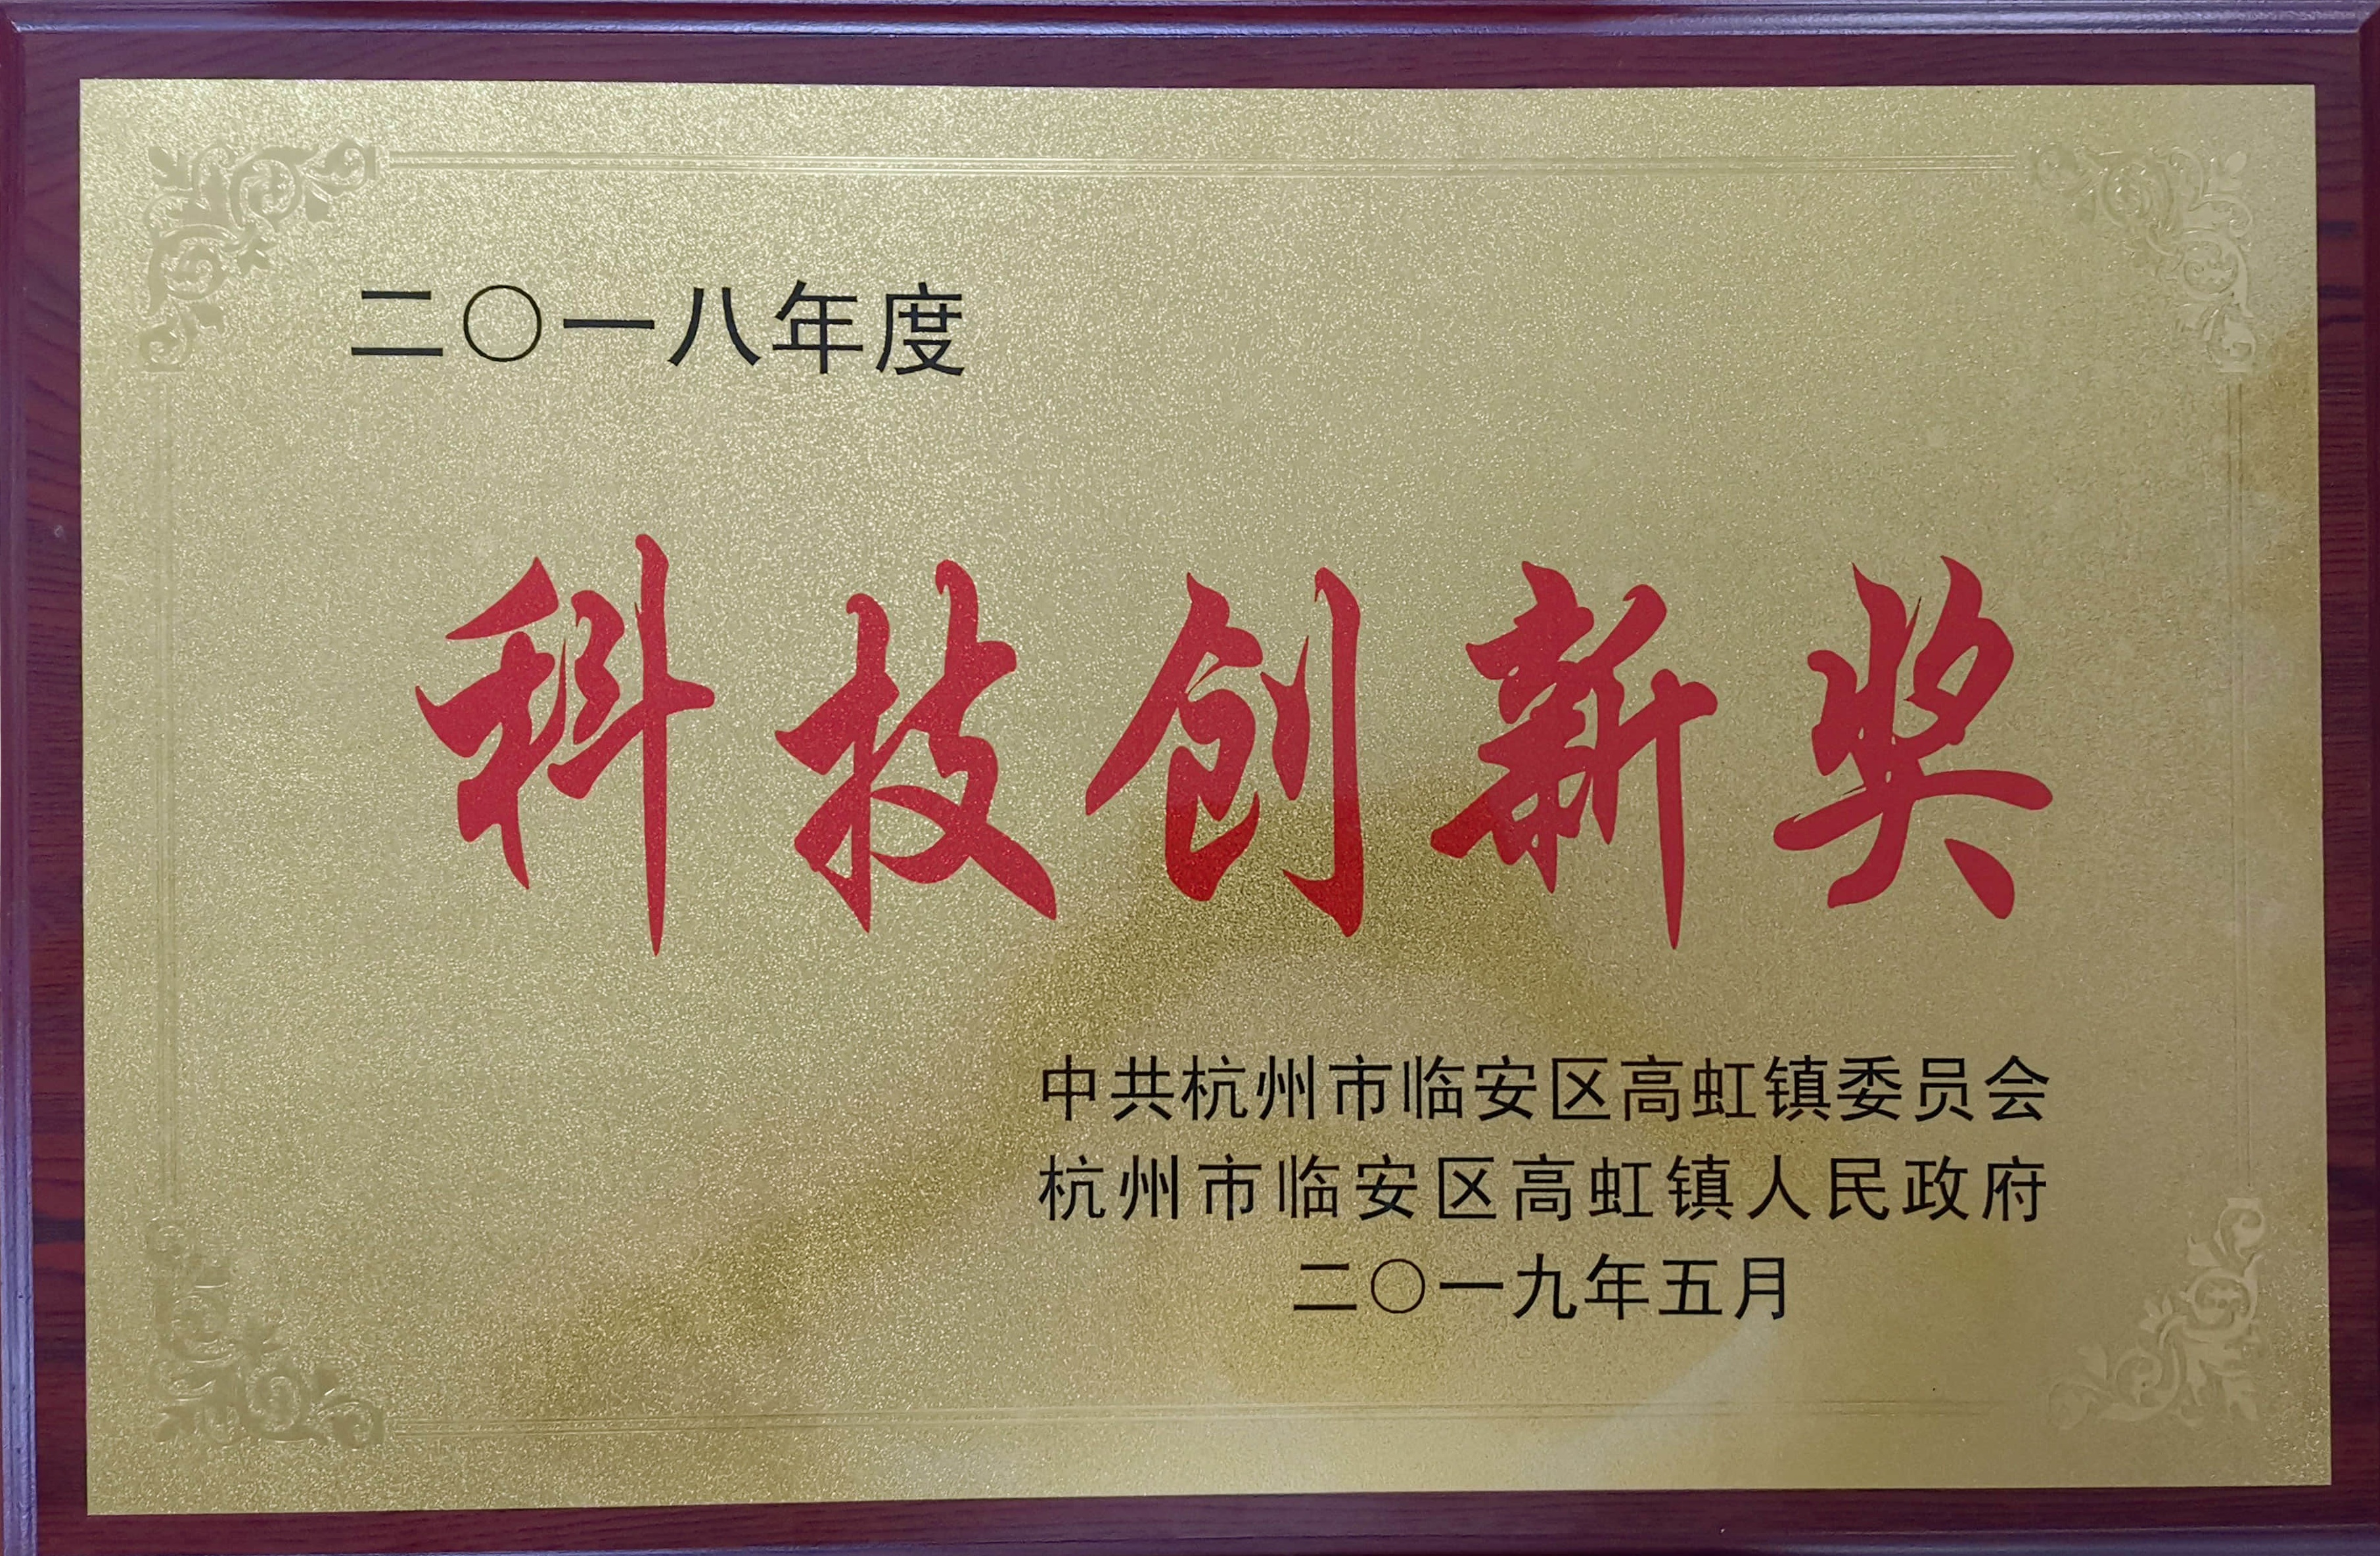 二〇一八年度
科技创新奖
中共杭州市临安区高虹镇委员会
杭州市临安区高虹镇人民政府
二〇一九年五月